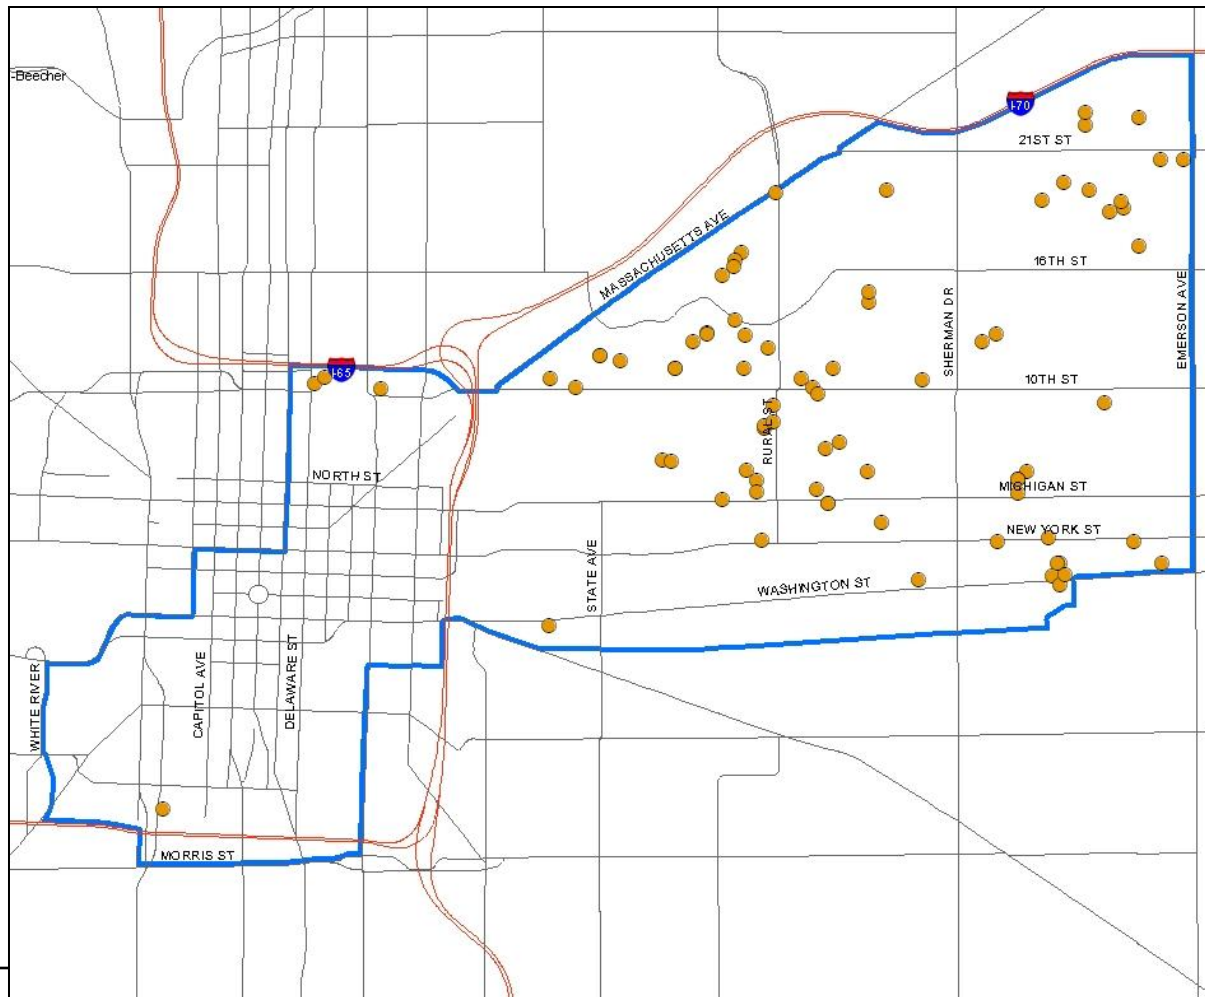 -Beecher
I-70
21ST ST
MASSACHUSETTS AVE
16TH ST
EMERSON AVE
SHERMAN DR
I-65
10TH ST
RURAL ST
NORTH ST
MICHIGAN ST
NEW YORK ST
STATE AVE
WASHINGTON ST
WHITE RIVER
CAPITOL AVE
DELAWARE ST
MORRIS ST